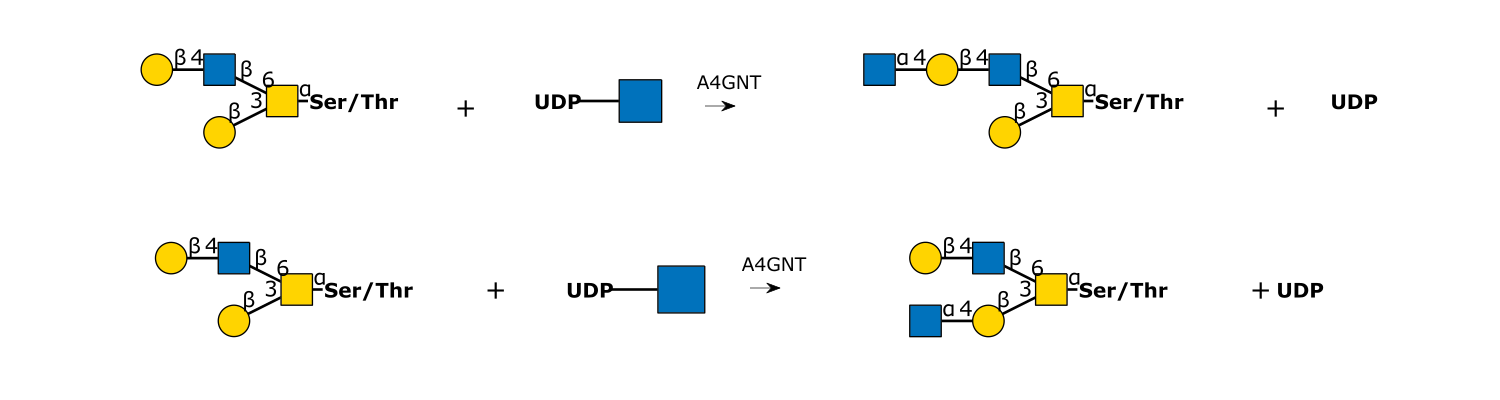 β 4 β 6 3 β α Ser/Thr + UDP A4GNT α 4 β 4 β 6 3 β α Ser/Thr + UDP
β 4 β 6 3 β α Ser/Thr + UDP A4GNT β 4 β 6 3 α 4 β α Ser/Thr + UDP